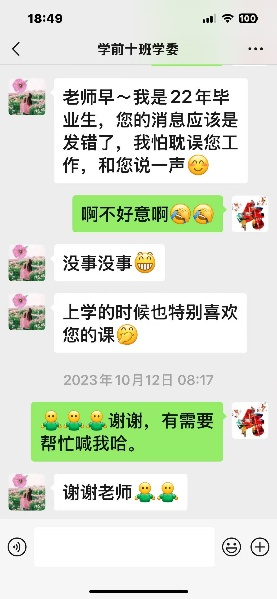 18:49
100
学前十班学委
老师早～我是22年毕
业生，您的消息应该是
发错了，我怕耽误您工
作，和您说一声😊
啊不好意啊🤣🤣
没事没事😁
上学的时候也特别喜欢
您的课🤭
2023年10月12日 08:17
🫡🫡🫡谢谢，有需要
帮忙喊我哈。
谢谢老师🫡🫡